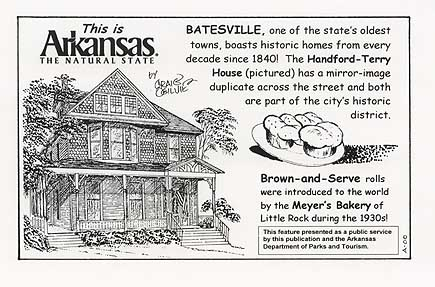 This is
Arkansas.
THE NATURAL STATE
by CRAIG
OGILVIE
BATESVILLE, one of the state's oldest
towns, boasts historic homes from every
decade since 1840! The Handford-Terry
House (pictured) has a mirror-image
duplicate across the street and both
are part of the city's historic
district.
Brown-and-Serve rolls
were introduced to the world
by the Meyer's Bakery of
Little Rock during the 1930s!
This feature presented as a public service
by this publication and the Arkansas
Department of Parks and Tourism.
A-00